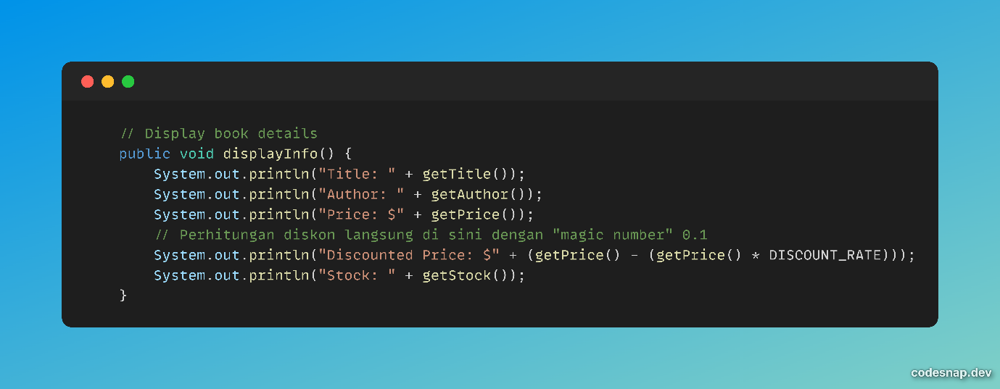 // Display book details
public void displayInfo() {
    System.out.println("Title: " + getTitle());
    System.out.println("Author: " + getAuthor());
    System.out.println("Price: $" + getPrice());
    // Perhitungan diskon langsung di sini dengan "magic number" 0.1
    System.out.println("Discounted Price: $" + (getPrice() - (getPrice() * DISCOUNT_RATE)));
    System.out.println("Stock: " + getStock());
}
codesnap.dev